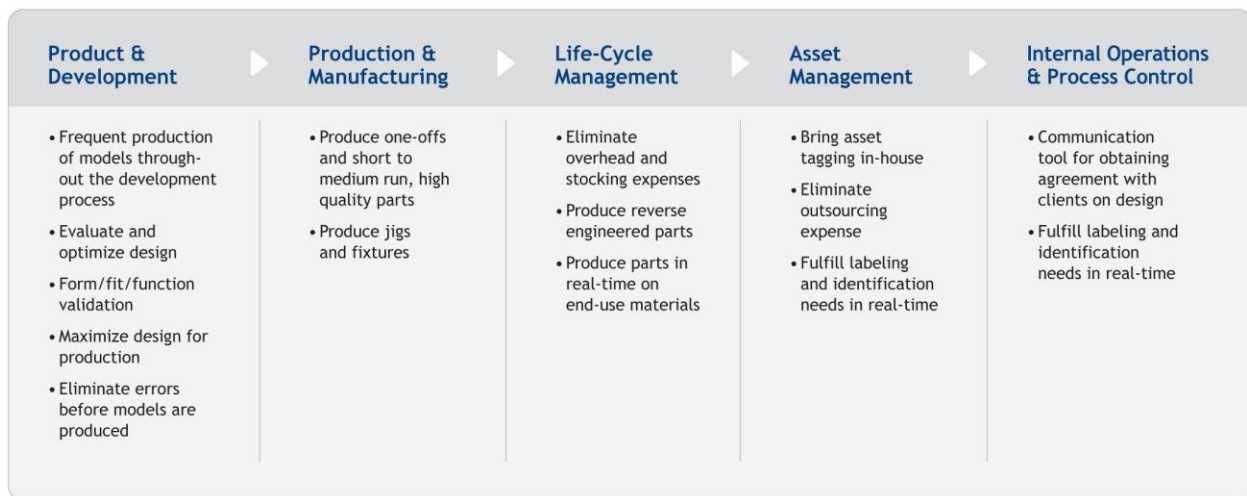 Product &
Development
Production &
Manufacturing
Life-Cycle
Management
Asset
Management
Internal Operations
& Process Control
• Frequent production
of models through-
out the development
process
• Evaluate and
optimize design
• Form/fit/function
validation
• Maximize design for
production
• Eliminate errors
before models are
produced
• Produce one-offs
and short to
medium run, high
quality parts
• Produce jigs
and fixtures
• Eliminate
overhead and
stocking expenses
• Produce reverse
engineered parts
• Produce parts in
real-time on
end-use materials
• Bring asset
tagging in-house
• Eliminate
outsourcing
expense
• Fulfill labeling
and identification
needs in real-time
• Communication
tool for obtaining
agreement with
clients on design
• Fulfill labeling and
identification
needs in real-time